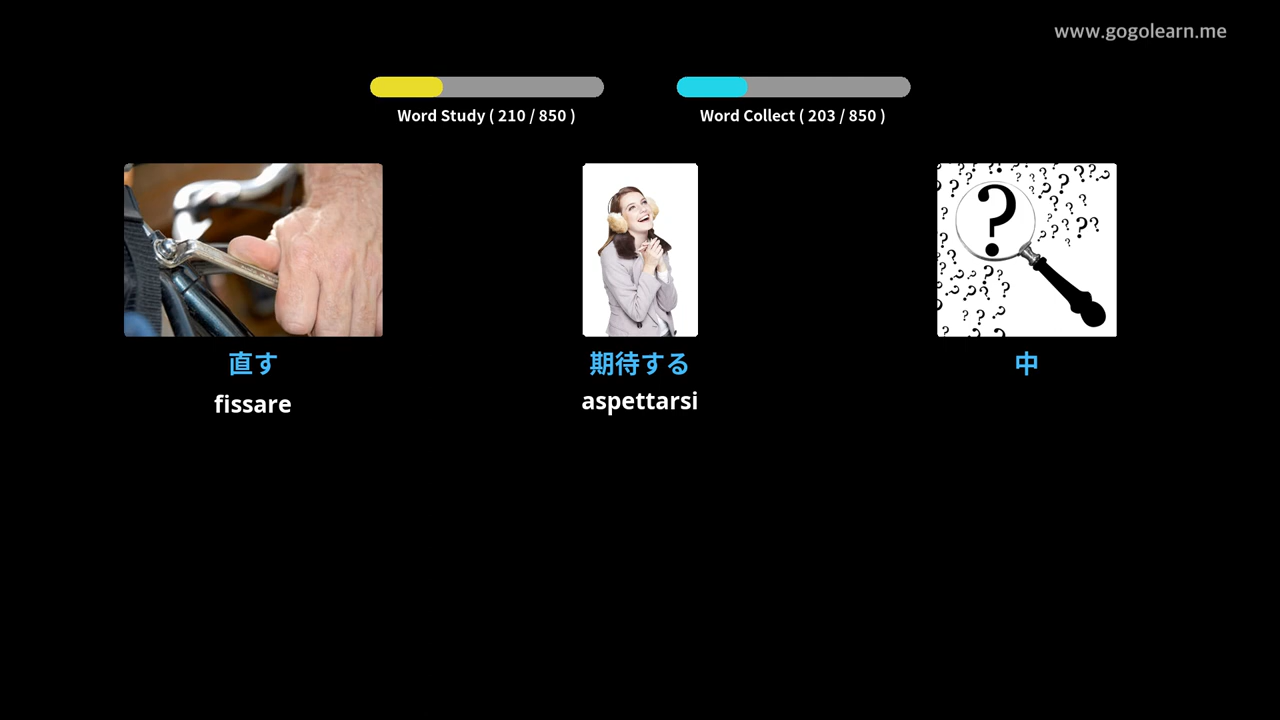 www.gogolearn.me
Word Study ( 210 / 850 )
Word Collect ( 203 / 850 )
直す
期待する
中
fissare
aspettarsi